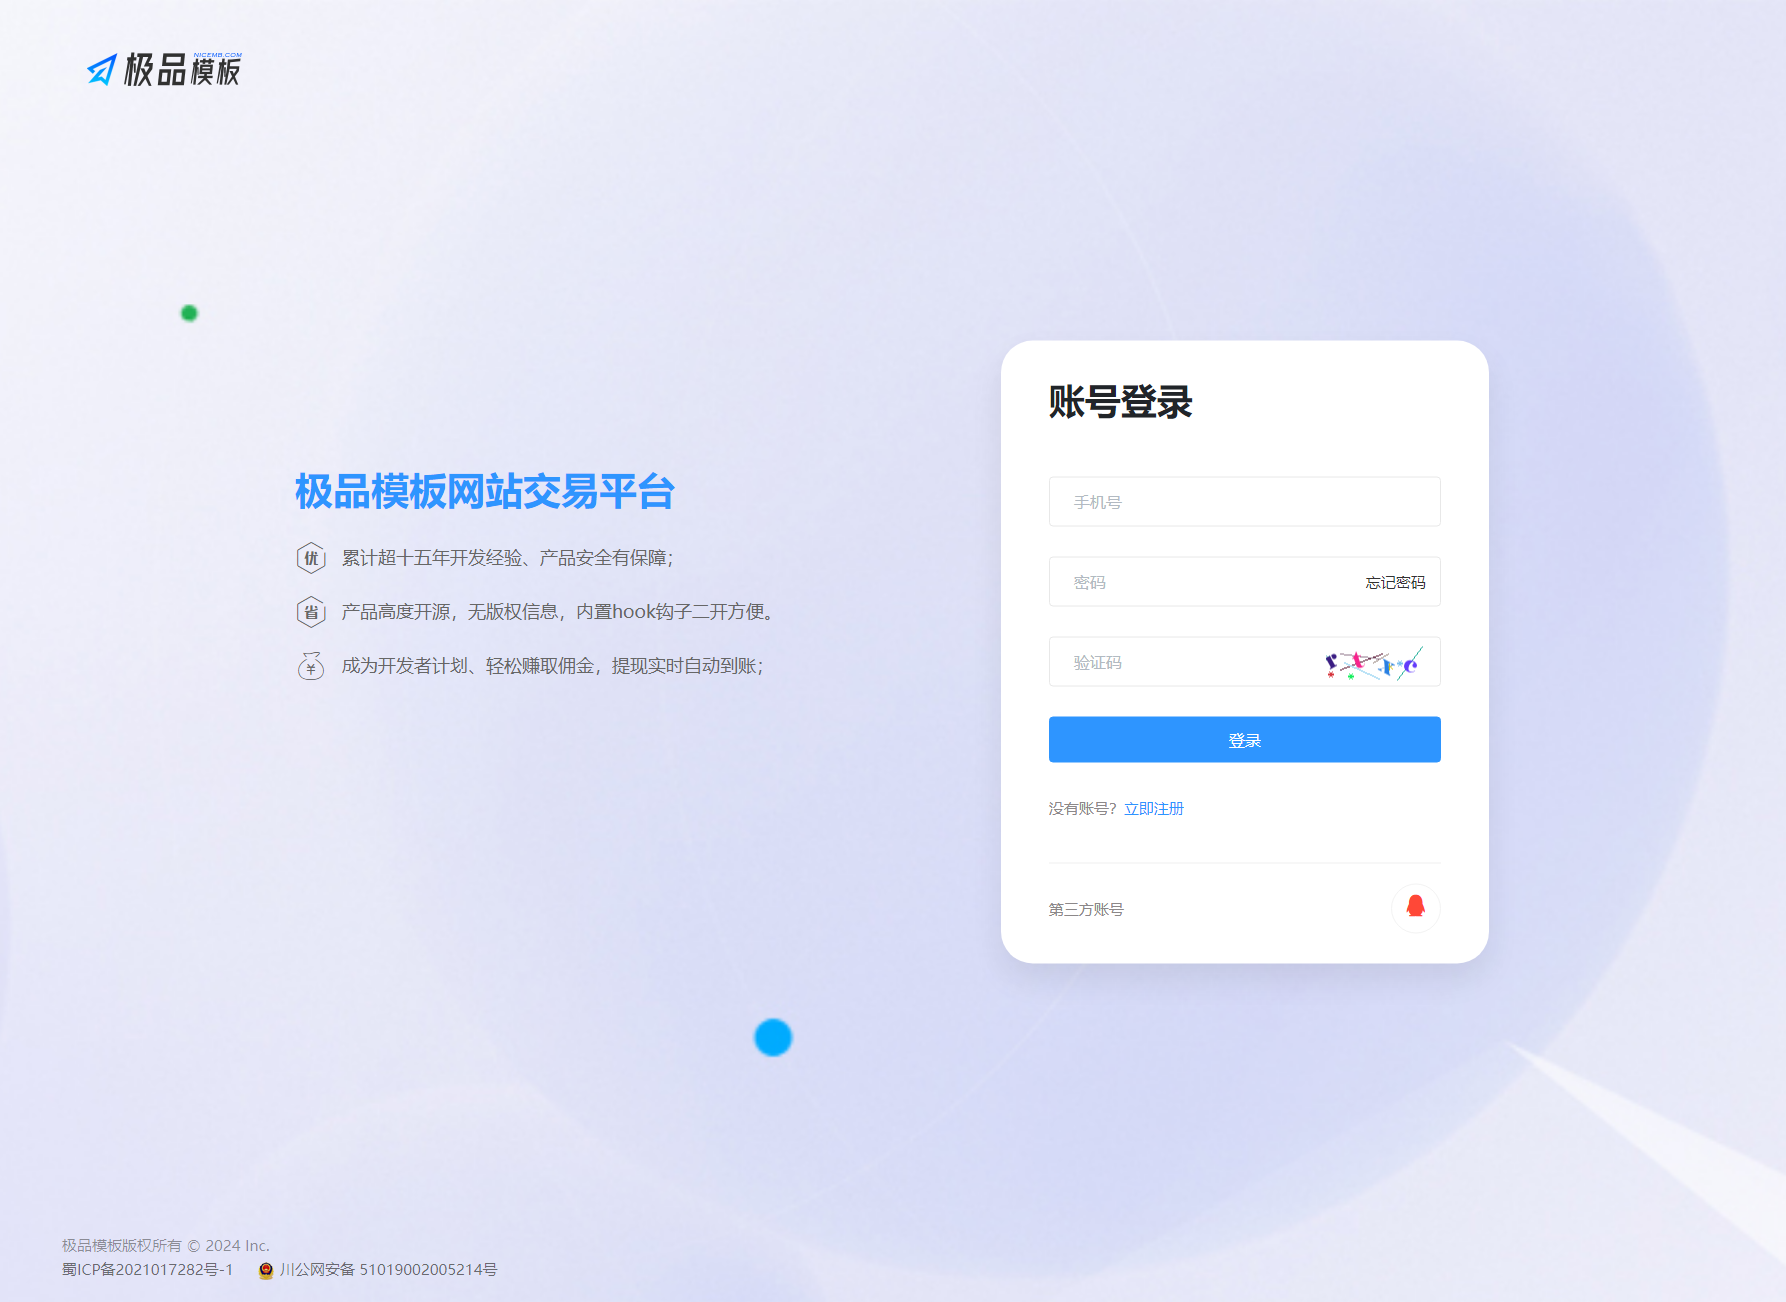 NICEMB.COM
极品模板
账号登录
极品模板网站交易平台
手机号
优 累计超十五年开发经验、产品安全有保障；
密码 忘记密码
省 产品高度开源，无版权信息，内置hook钩子二开方便。
验证码
¥ 成为开发者计划、轻松赚取佣金，提现实时自动到账；
登录
没有账号？立即注册
第三方账号
极品模板版权所有 © 2024 Inc.
蜀ICP备2021017282号-1 川公网安备 51019002005214号